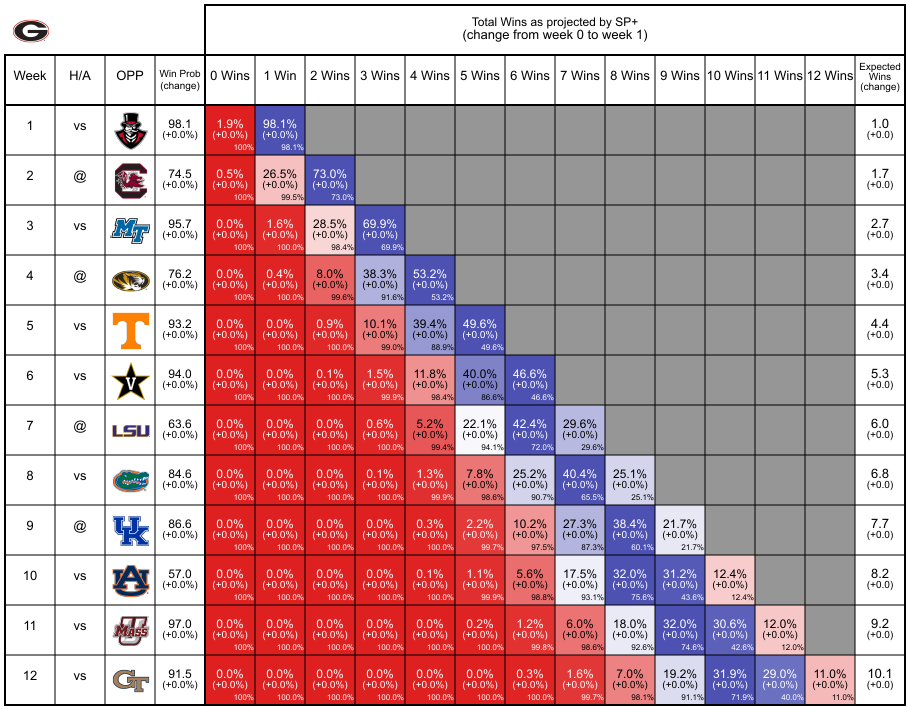 G
Total Wins as projected by SP+
(change from week 0 to week 1)
Week H/A OPP Win Prob (change) 0 Wins 1 Win 2 Wins 3 Wins 4 Wins 5 Wins 6 Wins 7 Wins 8 Wins 9 Wins 10 Wins 11 Wins 12 Wins Expected Wins (change)
1 vs 98.1 1.9% 98.1% 1.0
(+0.0%) (+0.0%) (+0.0%) (+0.0)
100% 98.1%
2 @ C 74.5 0.5% 26.5% 73.0% 1.7
(+0.0%) (+0.0%) (+0.0%) (+0.0%) (+0.0)
100% 99.5% 73.0%
3 vs MT 95.7 0.0% 1.6% 28.5% 69.9% 2.7
(+0.0%) (+0.0%) (+0.0%) (+0.0%) (+0.0%) (+0.0)
100% 100.0% 98.4% 69.9%
4 @ 76.2 0.0% 0.4% 8.0% 38.3% 53.2% 3.4
(+0.0%) (+0.0%) (+0.0%) (+0.0%) (+0.0%) (+0.0%) (+0.0)
100% 100.0% 99.6% 91.6% 53.2%
5 vs T 93.2 0.0% 0.0% 0.9% 10.1% 39.4% 49.6% 4.4
(+0.0%) (+0.0%) (+0.0%) (+0.0%) (+0.0%) (+0.0%) (+0.0%) (+0.0)
100% 100.0% 100.0% 99.0% 88.9% 49.6%
6 vs V 94.0 0.0% 0.0% 0.1% 1.5% 11.8% 40.0% 46.6% 5.3
(+0.0%) (+0.0%) (+0.0%) (+0.0%) (+0.0%) (+0.0%) (+0.0%) (+0.0%) (+0.0)
100% 100.0% 100.0% 99.9% 98.4% 86.6% 46.6%
7 @ LSU 63.6 0.0% 0.0% 0.0% 0.6% 5.2% 22.1% 42.4% 29.6% 6.0
(+0.0%) (+0.0%) (+0.0%) (+0.0%) (+0.0%) (+0.0%) (+0.0%) (+0.0%) (+0.0%) (+0.0)
100% 100.0% 100.0% 100.0% 99.4% 94.1% 72.0% 29.6%
8 vs 84.6 0.0% 0.0% 0.0% 0.1% 1.3% 7.8% 25.2% 40.4% 25.1% 6.8
(+0.0%) (+0.0%) (+0.0%) (+0.0%) (+0.0%) (+0.0%) (+0.0%) (+0.0%) (+0.0%) (+0.0%) (+0.0)
100% 100.0% 100.0% 100.0% 99.9% 98.6% 90.7% 65.5% 25.1%
9 @ UK 86.6 0.0% 0.0% 0.0% 0.0% 0.3% 2.2% 10.2% 27.3% 38.4% 21.7% 7.7
(+0.0%) (+0.0%) (+0.0%) (+0.0%) (+0.0%) (+0.0%) (+0.0%) (+0.0%) (+0.0%) (+0.0%) (+0.0%) (+0.0)
100% 100.0% 100.0% 100.0% 100.0% 99.7% 97.5% 87.3% 60.1% 21.7%
10 vs AU 57.0 0.0% 0.0% 0.0% 0.0% 0.1% 1.1% 5.6% 17.5% 32.0% 31.2% 12.4% 8.2
(+0.0%) (+0.0%) (+0.0%) (+0.0%) (+0.0%) (+0.0%) (+0.0%) (+0.0%) (+0.0%) (+0.0%) (+0.0%) (+0.0%) (+0.0)
100% 100.0% 100.0% 100.0% 100.0% 99.9% 98.8% 93.1% 75.6% 43.6% 12.4%
11 vs U MASS 97.0 0.0% 0.0% 0.0% 0.0% 0.0% 0.2% 1.2% 6.0% 18.0% 32.0% 30.6% 12.0% 9.2
(+0.0%) (+0.0%) (+0.0%) (+0.0%) (+0.0%) (+0.0%) (+0.0%) (+0.0%) (+0.0%) (+0.0%) (+0.0%) (+0.0%) (+0.0%) (+0.0)
100% 100.0% 100.0% 100.0% 100.0% 100.0% 99.8% 98.6% 92.6% 74.6% 42.6% 12.0%
12 vs GT 91.5 0.0% 0.0% 0.0% 0.0% 0.0% 0.0% 0.3% 1.6% 7.0% 19.2% 31.9% 29.0% 11.0% 10.1
(+0.0%) (+0.0%) (+0.0%) (+0.0%) (+0.0%) (+0.0%) (+0.0%) (+0.0%) (+0.0%) (+0.0%) (+0.0%) (+0.0%) (+0.0%) (+0.0%) (+0.0)
100% 100.0% 100.0% 100.0% 100.0% 100.0% 100.0% 99.7% 98.1% 91.1% 71.9% 40.0% 11.0%